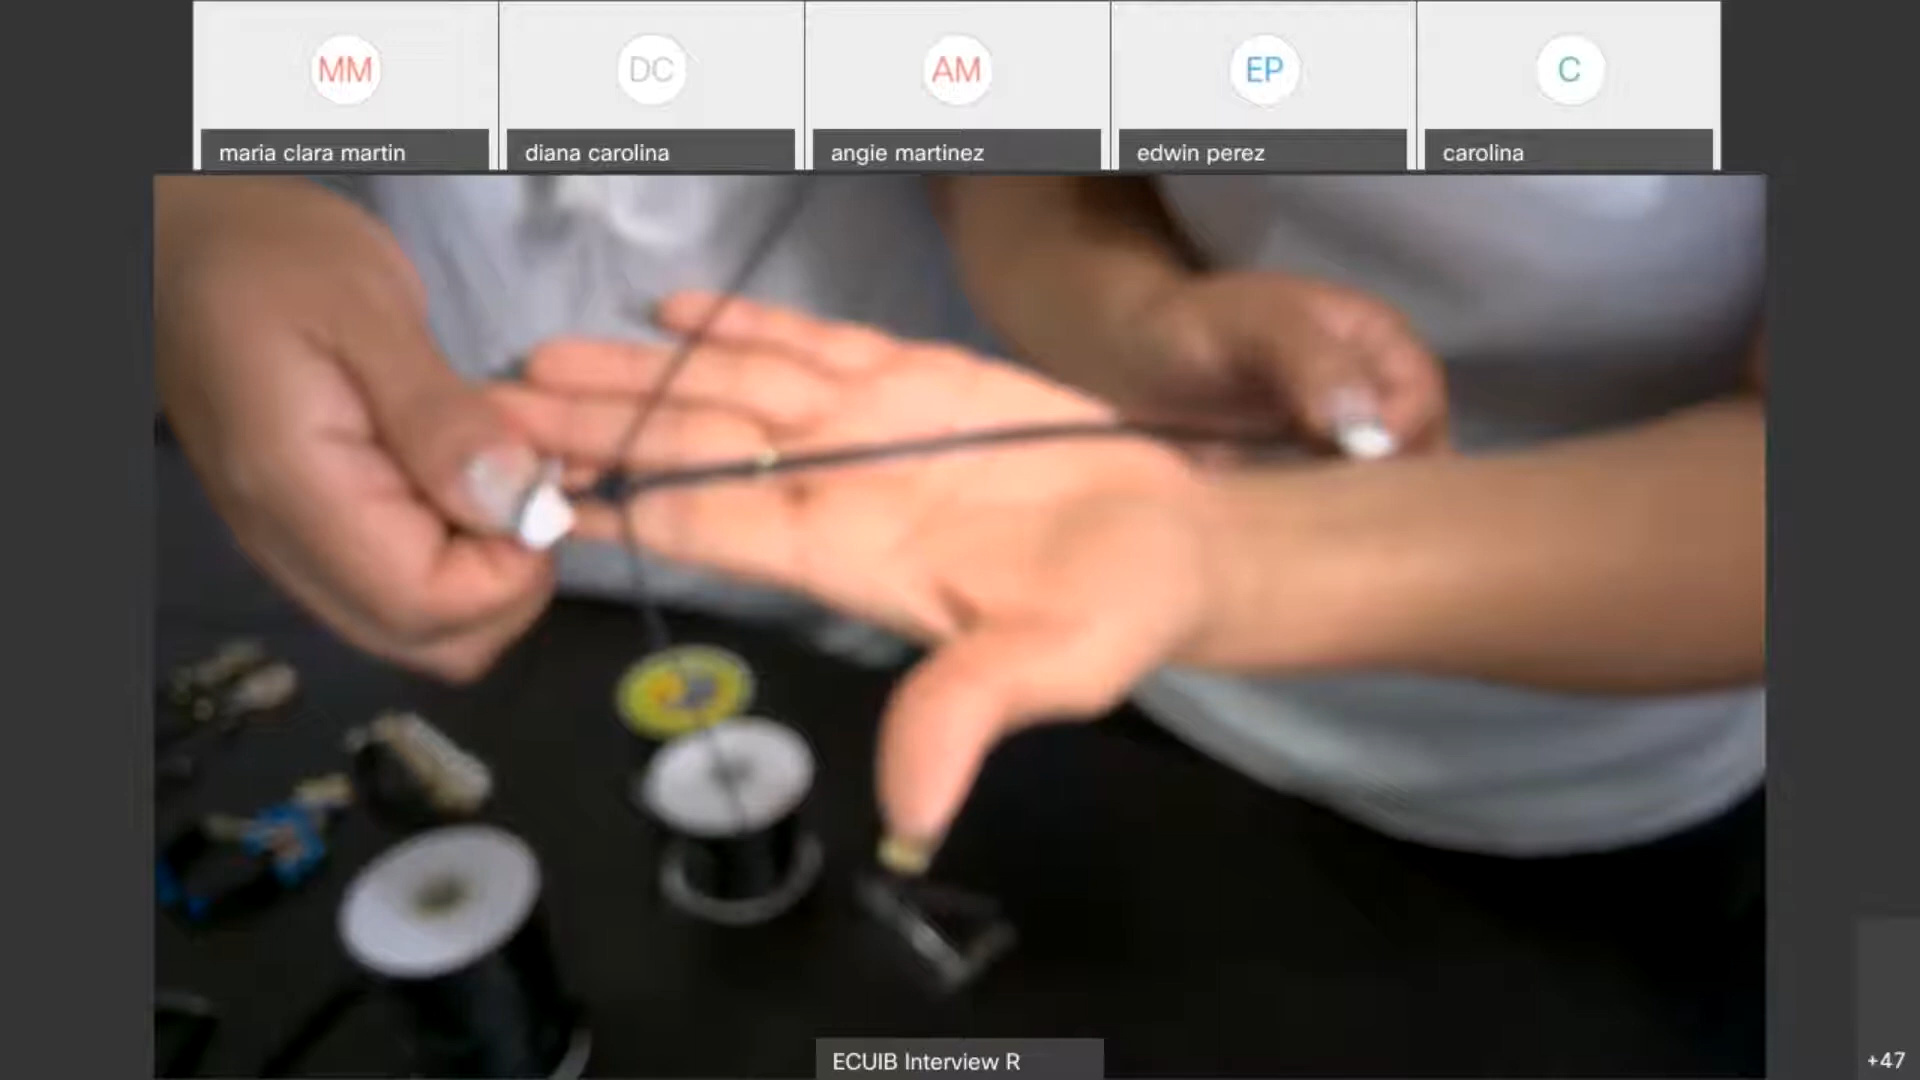 MM
DC
AM
EP
C
maria clara martin
diana carolina
angie martinez
edwin perez
carolina
ECUIB Interview R
+47